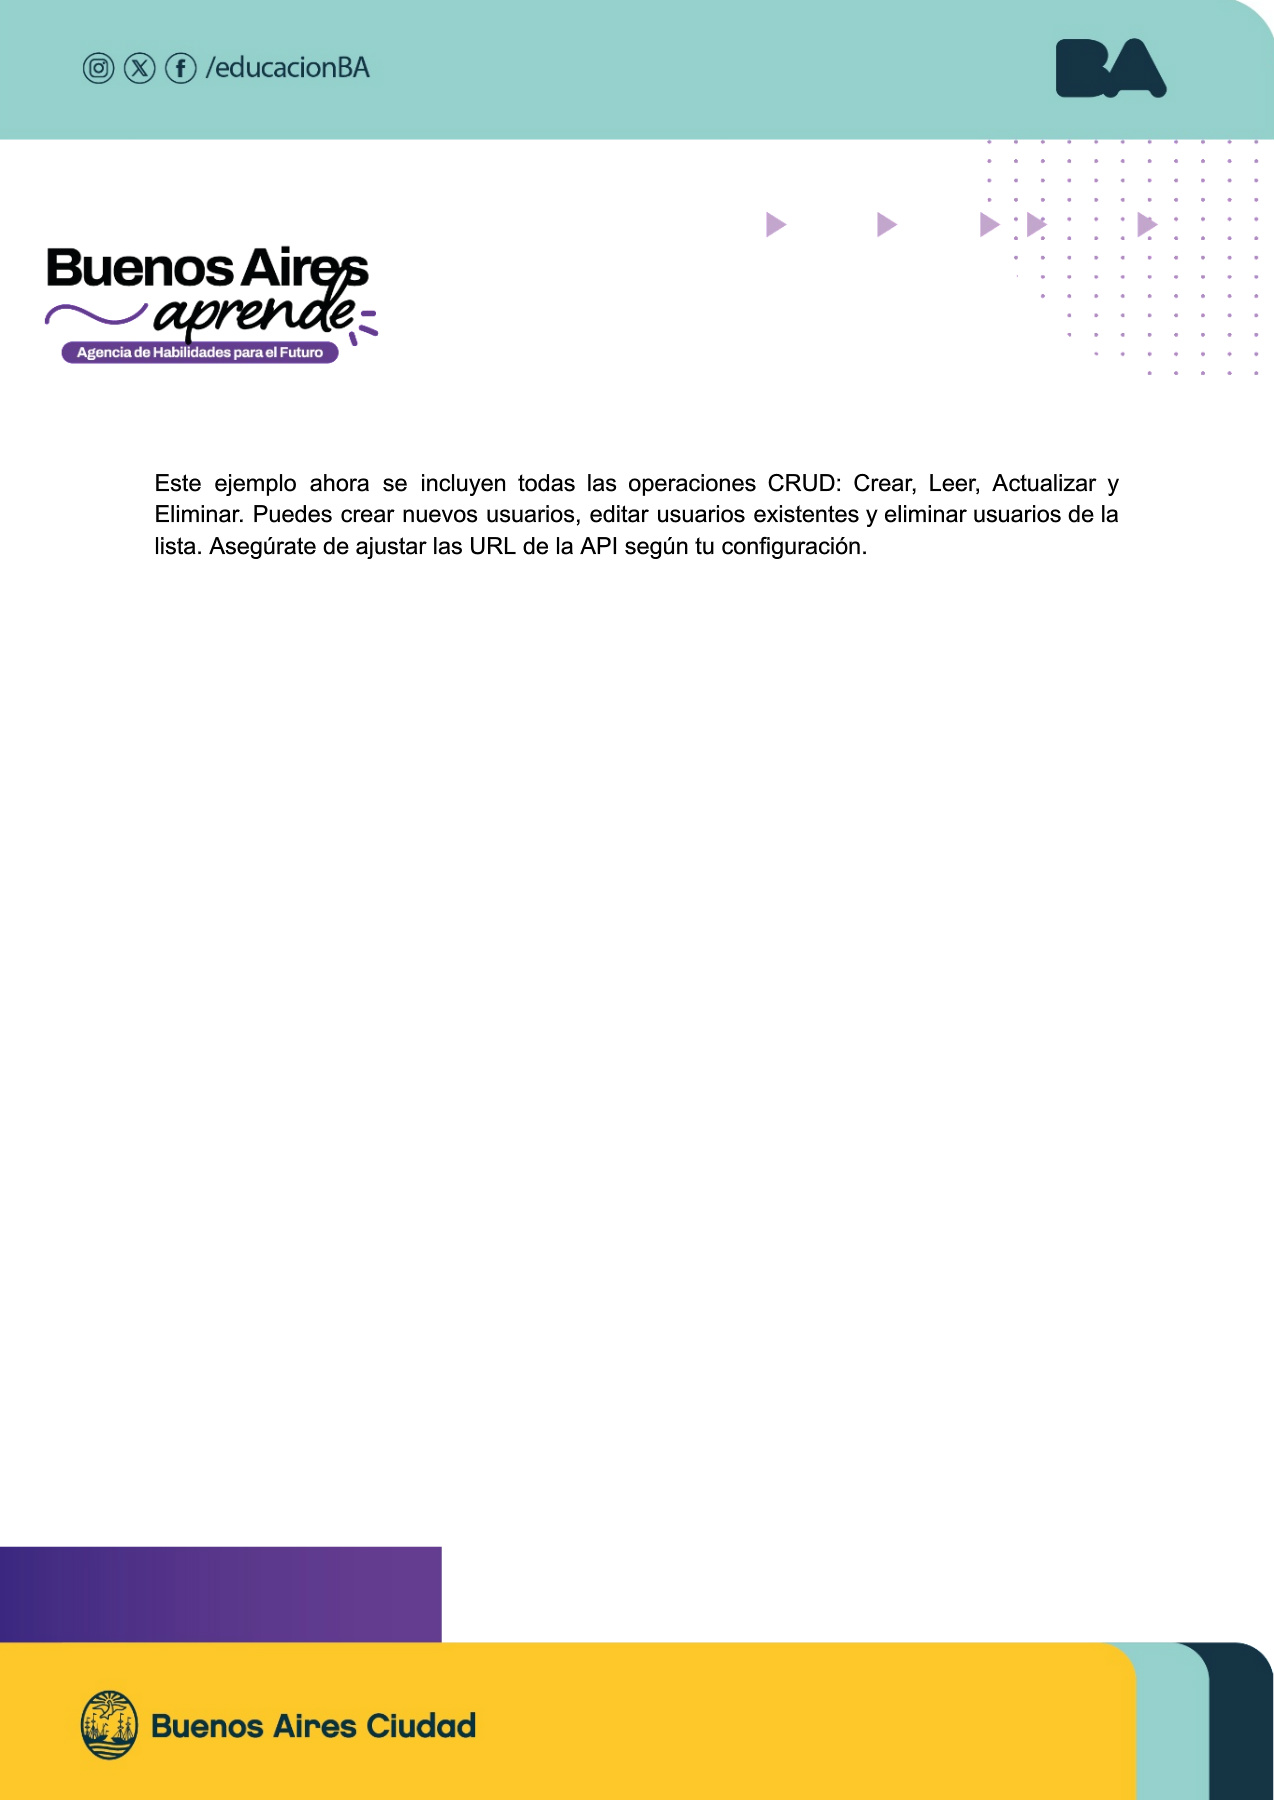 /educacionBA
BA
Buenos Aires
aprende
Agencia de Habilidades para el Futuro
Este ejemplo ahora se incluyen todas las operaciones CRUD: Crear, Leer, Actualizar y
Eliminar. Puedes crear nuevos usuarios, editar usuarios existentes y eliminar usuarios de la
lista. Asegúrate de ajustar las URL de la API según tu configuración.
Buenos Aires Ciudad